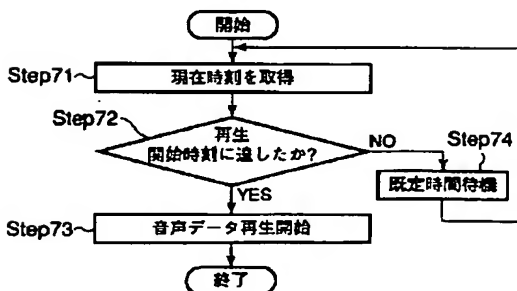 開始
Step71
現在時刻を取得
Step72
再生
開始時刻に達したか?
NO
Step74
既定時間待機
YES
Step73
音声データ再生開始
終了